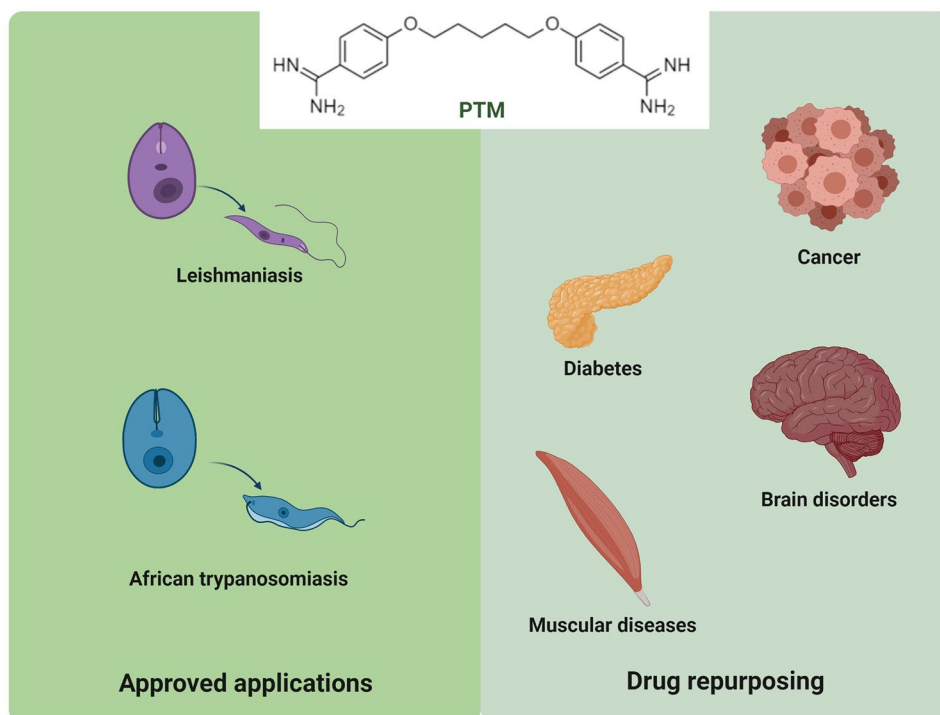 O
O
HN
NH
NH₂
NH₂
PTM
Leishmaniasis
African trypanosomiasis
Approved applications
Cancer
Diabetes
Brain disorders
Muscular diseases
Drug repurposing